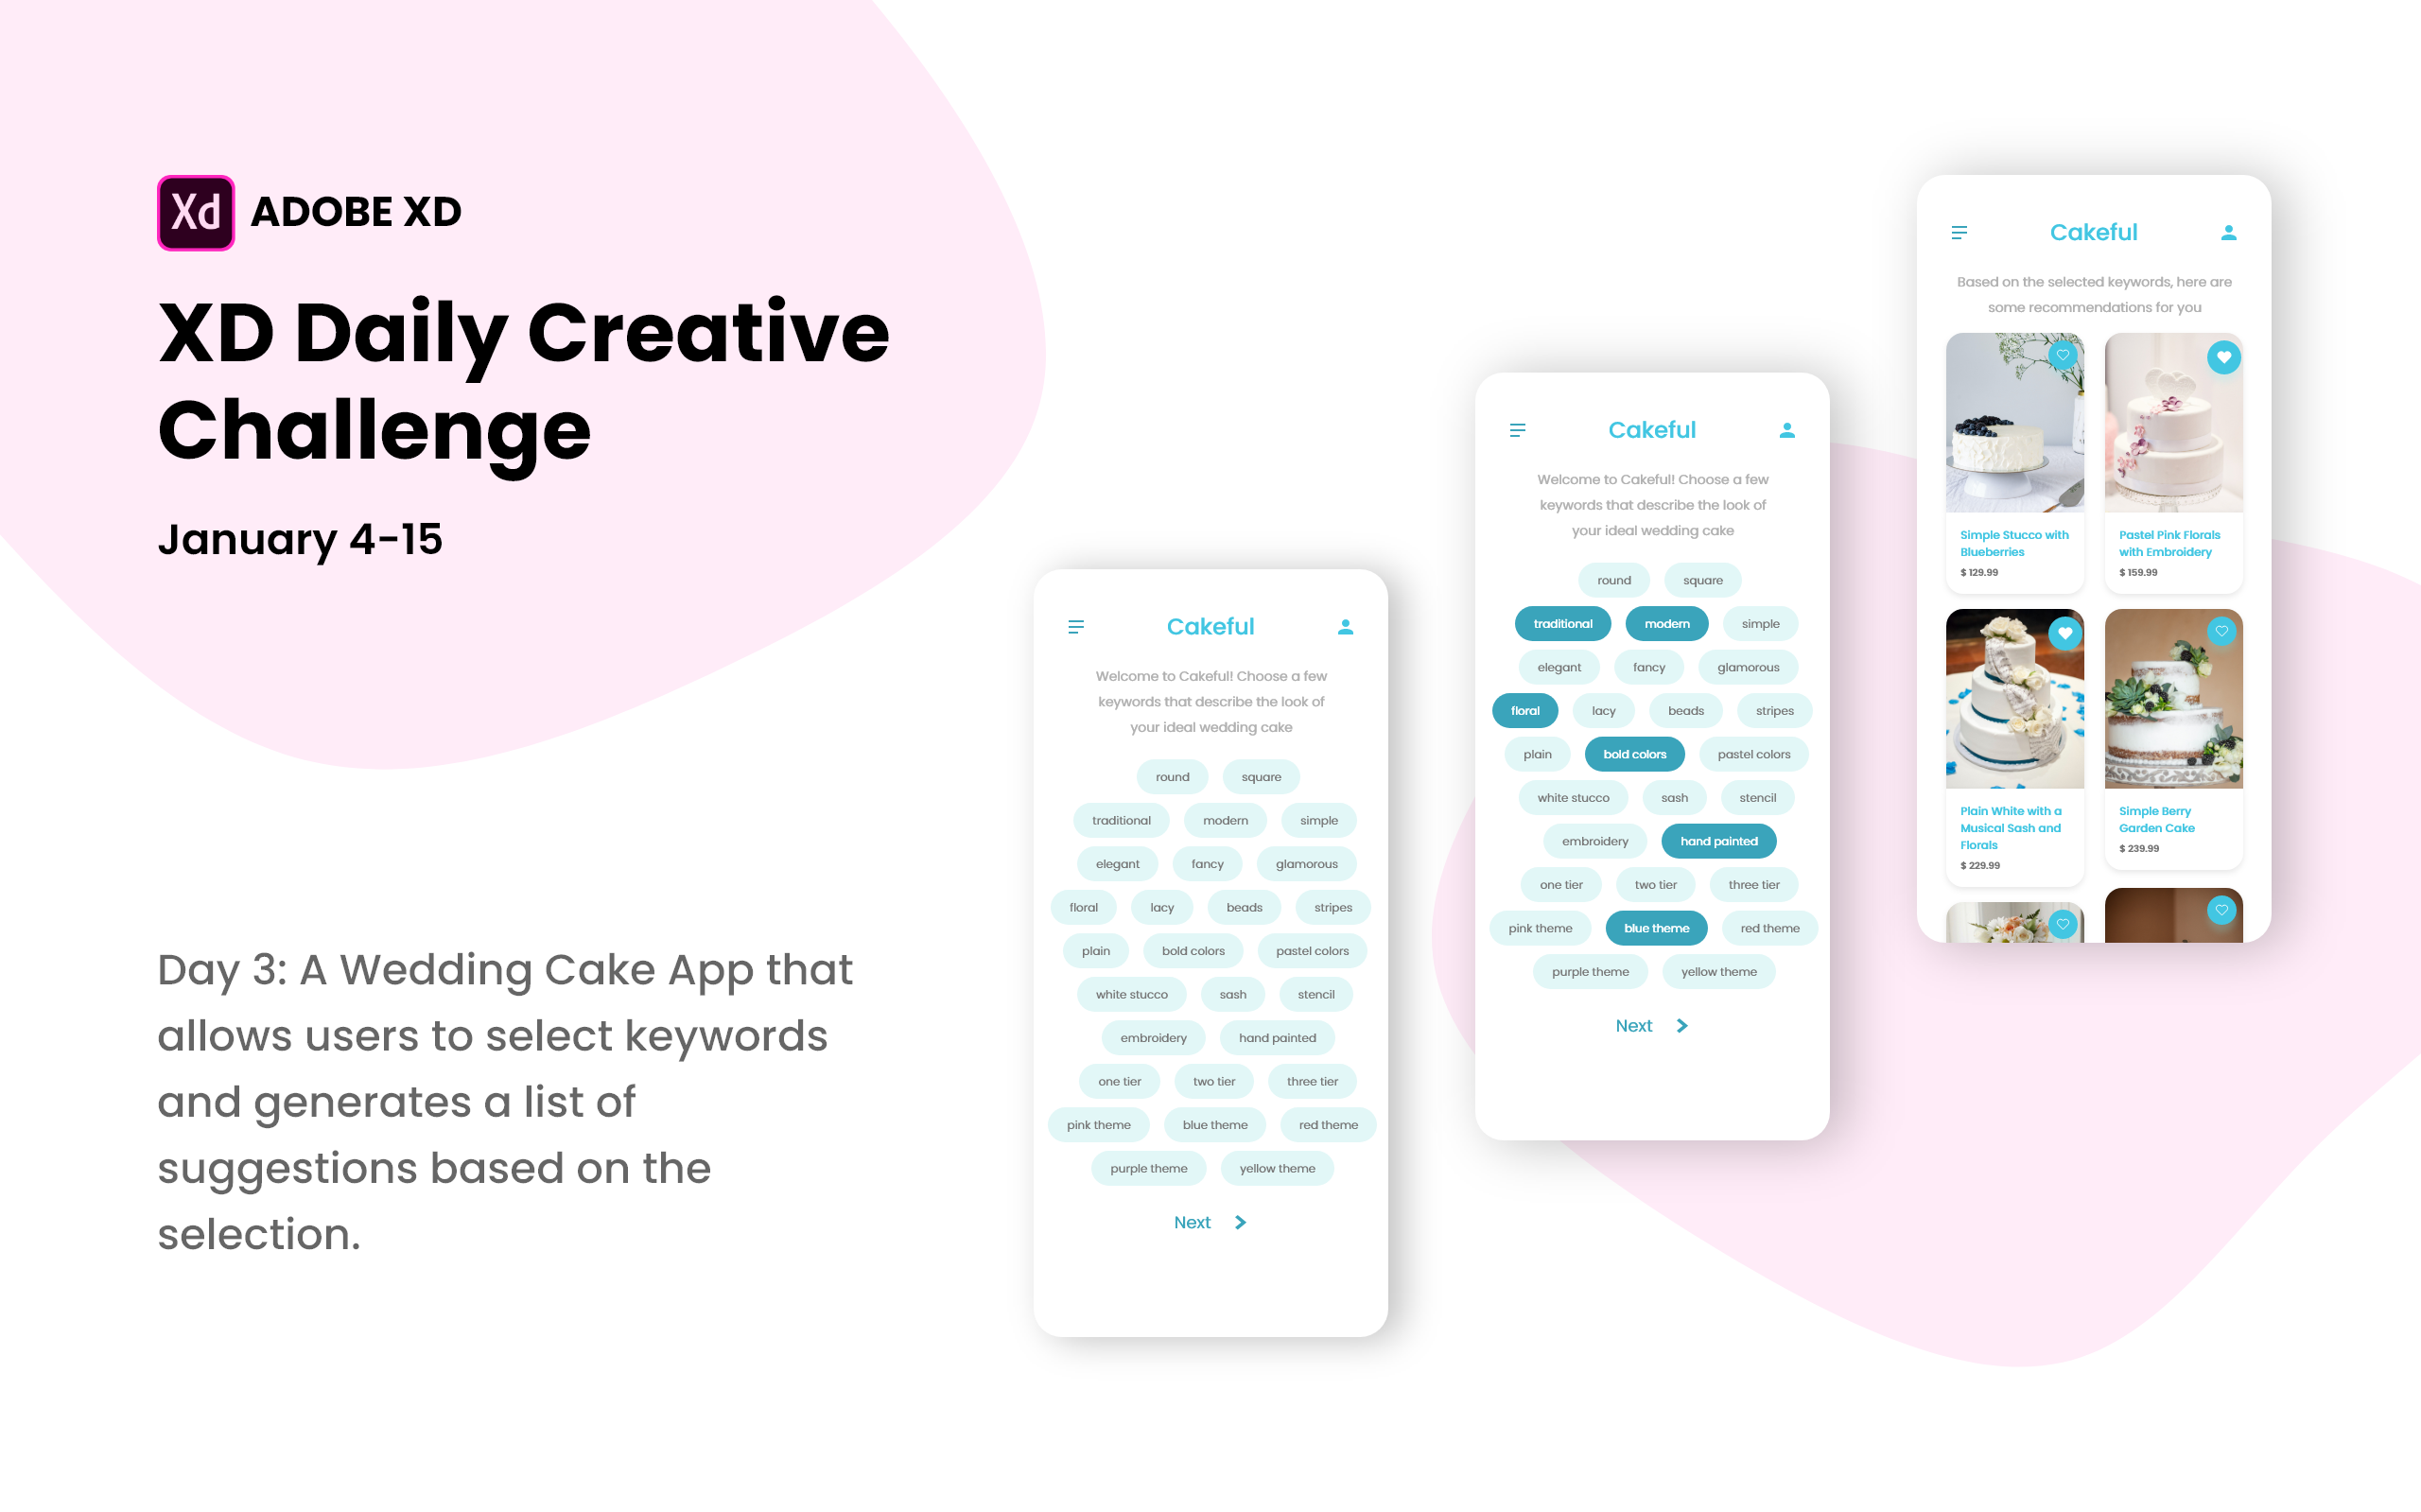 Xd ADOBE XD
XD Daily Creative
Challenge
January 4-15
Day 3: A Wedding Cake App that
allows users to select keywords
and generates a list of
suggestions based on the
selection.
Cakeful
Welcome to Cakeful! Choose a few
keywords that describe the look of
your ideal wedding cake
round square
traditional modern simple
elegant fancy glamorous
floral lacy beads stripes
plain bold colors pastel colors
white stucco sash stencil
embroidery hand painted
one tier two tier three tier
pink theme blue theme red theme
purple theme yellow theme
Next
Cakeful
Welcome to Cakeful! Choose a few
keywords that describe the look of
your ideal wedding cake
round square
traditional modern simple
elegant fancy glamorous
floral lacy beads stripes
plain bold colors pastel colors
white stucco sash stencil
embroidery hand painted
one tier two tier three tier
pink theme blue theme red theme
purple theme yellow theme
Next
Cakeful
Based on the selected keywords, here are
some recommendations for you
Simple Stucco with
Blueberries
$ 129.99
Pastel Pink Florals
with Embroidery
$ 159.99
Plain White with a
Musical Sash and
Florals
$ 229.99
Simple Berry
Garden Cake
$ 239.99